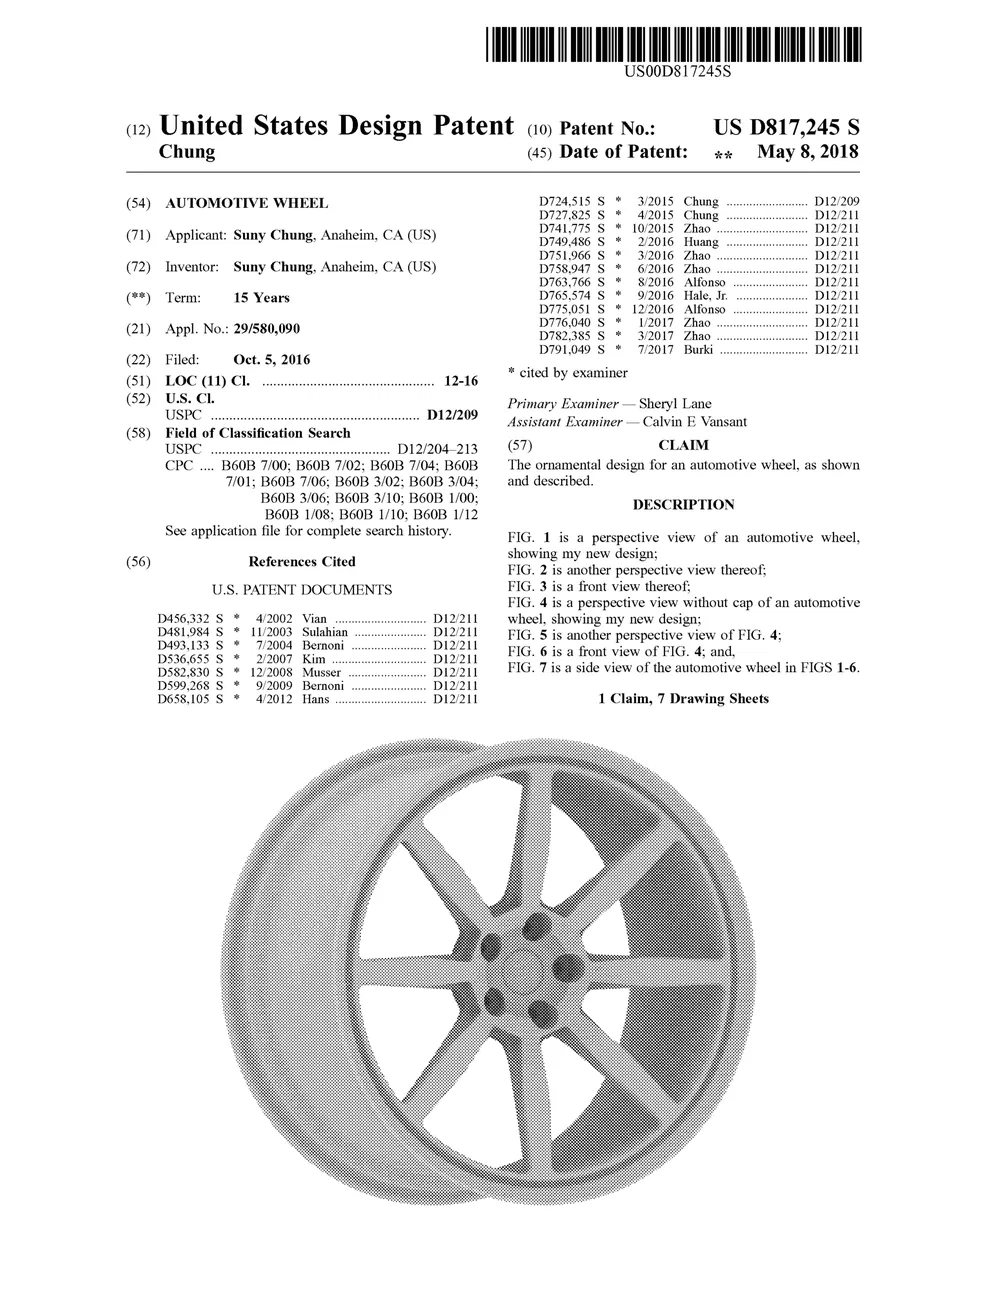 US00D817245S
(12) United States Design Patent
Chung
(10) Patent No.: US D817,245 S
(45) Date of Patent: ** May 8, 2018
(54) AUTOMOTIVE WHEEL
(71) Applicant: Suny Chung, Anaheim, CA (US)
(72) Inventor: Suny Chung, Anaheim, CA (US)
(**) Term: 15 Years
(21) Appl. No.: 29/580,090
(22) Filed: Oct. 5, 2016
(51) LOC (11) Cl. ................................................ 12-16
(52) U.S. Cl.
USPC .......................................................... D12/209
(58) Field of Classification Search
USPC .................................................. D12/204–213
CPC .... B60B 7/00; B60B 7/02; B60B 7/04; B60B
7/01; B60B 7/06; B60B 3/02; B60B 3/04;
B60B 3/06; B60B 3/10; B60B 1/00;
B60B 1/08; B60B 1/10; B60B 1/12
See application file for complete search history.
(56) References Cited
U.S. PATENT DOCUMENTS
D456,332 S * 4/2002 Vian ............................ D12/211
D481,984 S * 11/2003 Sulahian ...................... D12/211
D493,133 S * 7/2004 Bernoni ....................... D12/211
D536,655 S * 2/2007 Kim ............................. D12/211
D582,830 S * 12/2008 Musser ........................ D12/211
D599,268 S * 9/2009 Bernoni ....................... D12/211
D658,105 S * 4/2012 Hans ............................ D12/211
D724,515 S * 3/2015 Chung ......................... D12/209
D727,825 S * 4/2015 Chung ......................... D12/211
D741,775 S * 10/2015 Zhao ............................ D12/211
D749,486 S * 2/2016 Huang ......................... D12/211
D751,966 S * 3/2016 Zhao ............................ D12/211
D758,947 S * 6/2016 Zhao ............................ D12/211
D763,766 S * 8/2016 Alfonso ....................... D12/211
D765,574 S * 9/2016 Hale, Jr. ...................... D12/211
D775,051 S * 12/2016 Alfonso ....................... D12/211
D776,040 S * 1/2017 Zhao ............................ D12/211
D782,385 S * 3/2017 Zhao ............................ D12/211
D791,049 S * 7/2017 Burki ........................... D12/211
* cited by examiner
Primary Examiner — Sheryl Lane
Assistant Examiner — Calvin E Vansant
(57) CLAIM
The ornamental design for an automotive wheel, as shown
and described.
DESCRIPTION
FIG. 1 is a perspective view of an automotive wheel,
showing my new design;
FIG. 2 is another perspective view thereof;
FIG. 3 is a front view thereof;
FIG. 4 is a perspective view without cap of an automotive
wheel, showing my new design;
FIG. 5 is another perspective view of FIG. 4;
FIG. 6 is a front view of FIG. 4; and,
FIG. 7 is a side view of the automotive wheel in FIGS 1-6.
1 Claim, 7 Drawing Sheets